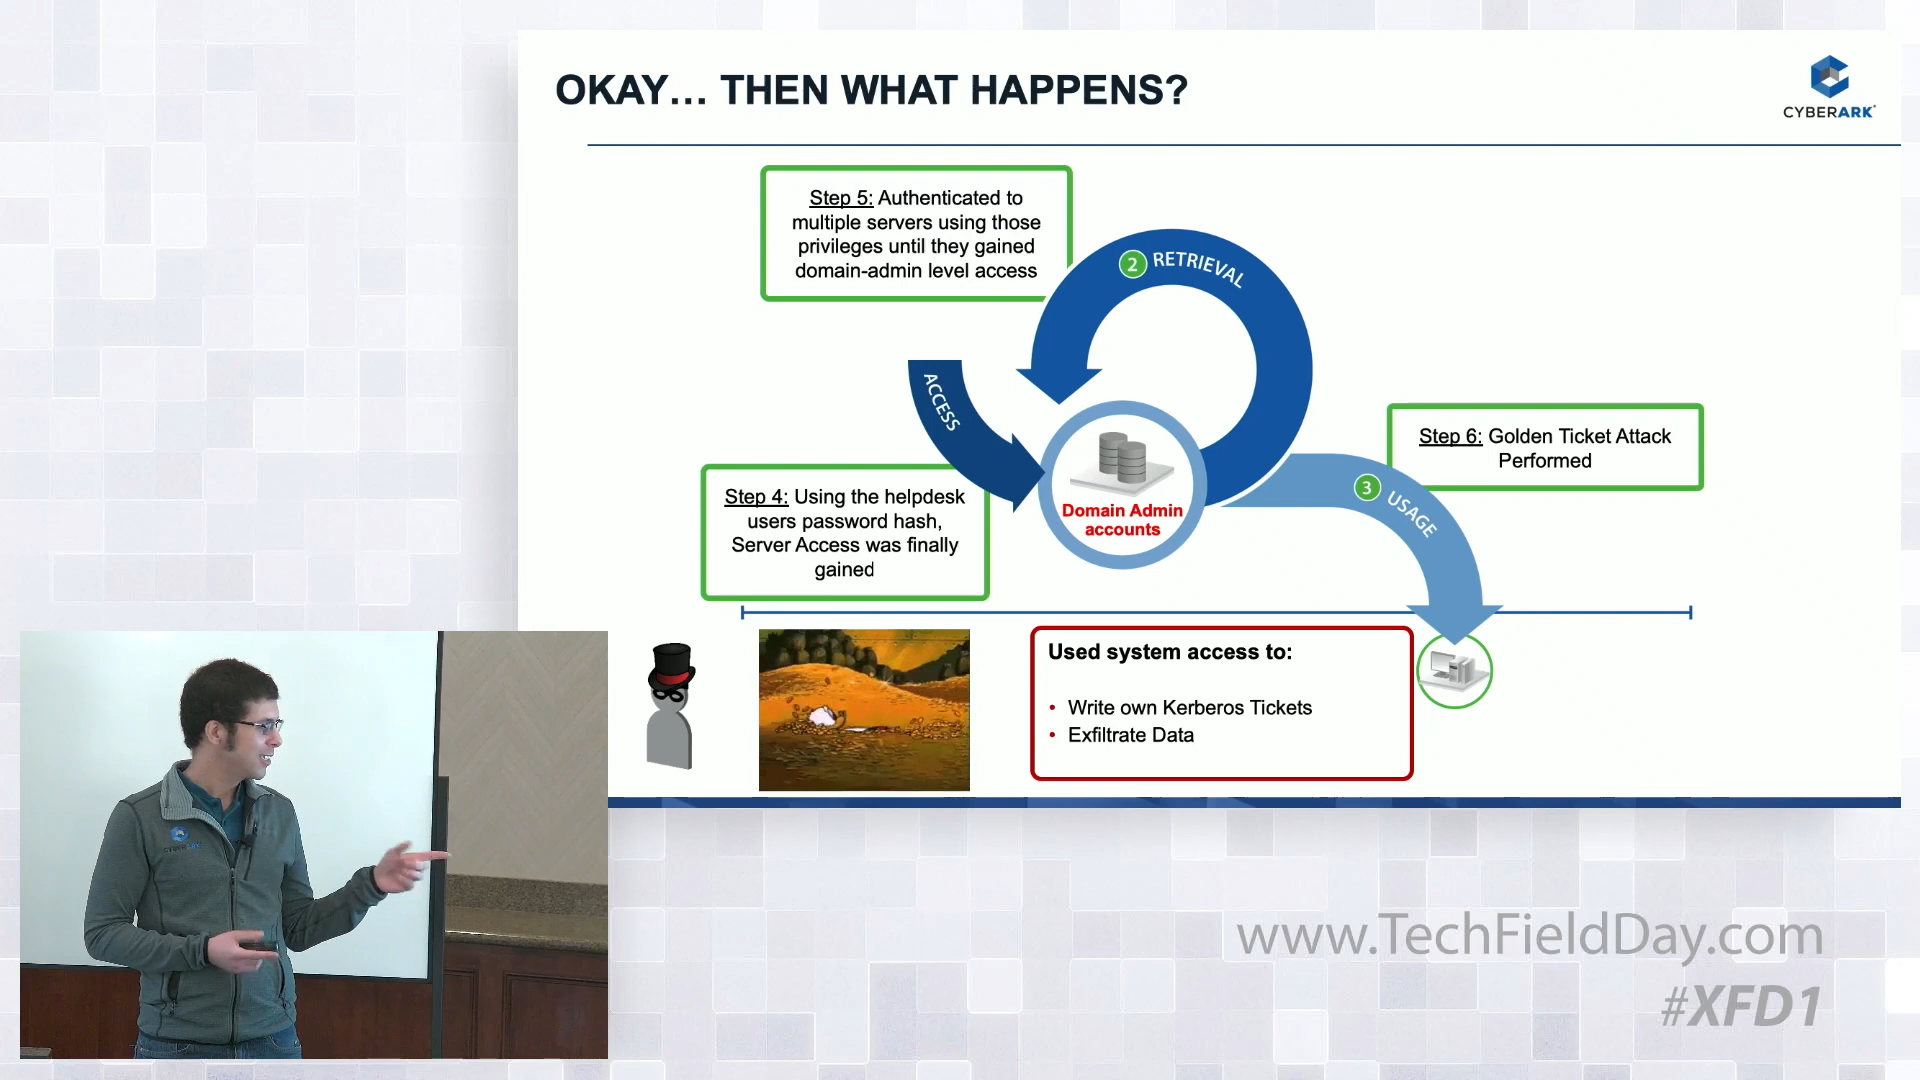 OKAY... THEN WHAT HAPPENS?
CYBERARK
Step 5: Authenticated to
multiple servers using those
privileges until they gained
domain-admin level access
2 RETRIEVAL
ACCESS
Step 6: Golden Ticket Attack
Performed
3 USAGE
Step 4: Using the helpdesk
users password hash,
Server Access was finally
gained
Domain Admin
accounts
Used system access to:
• Write own Kerberos Tickets
• Exfiltrate Data
CYBERARK
www.TechFieldDay.com
#XFD1